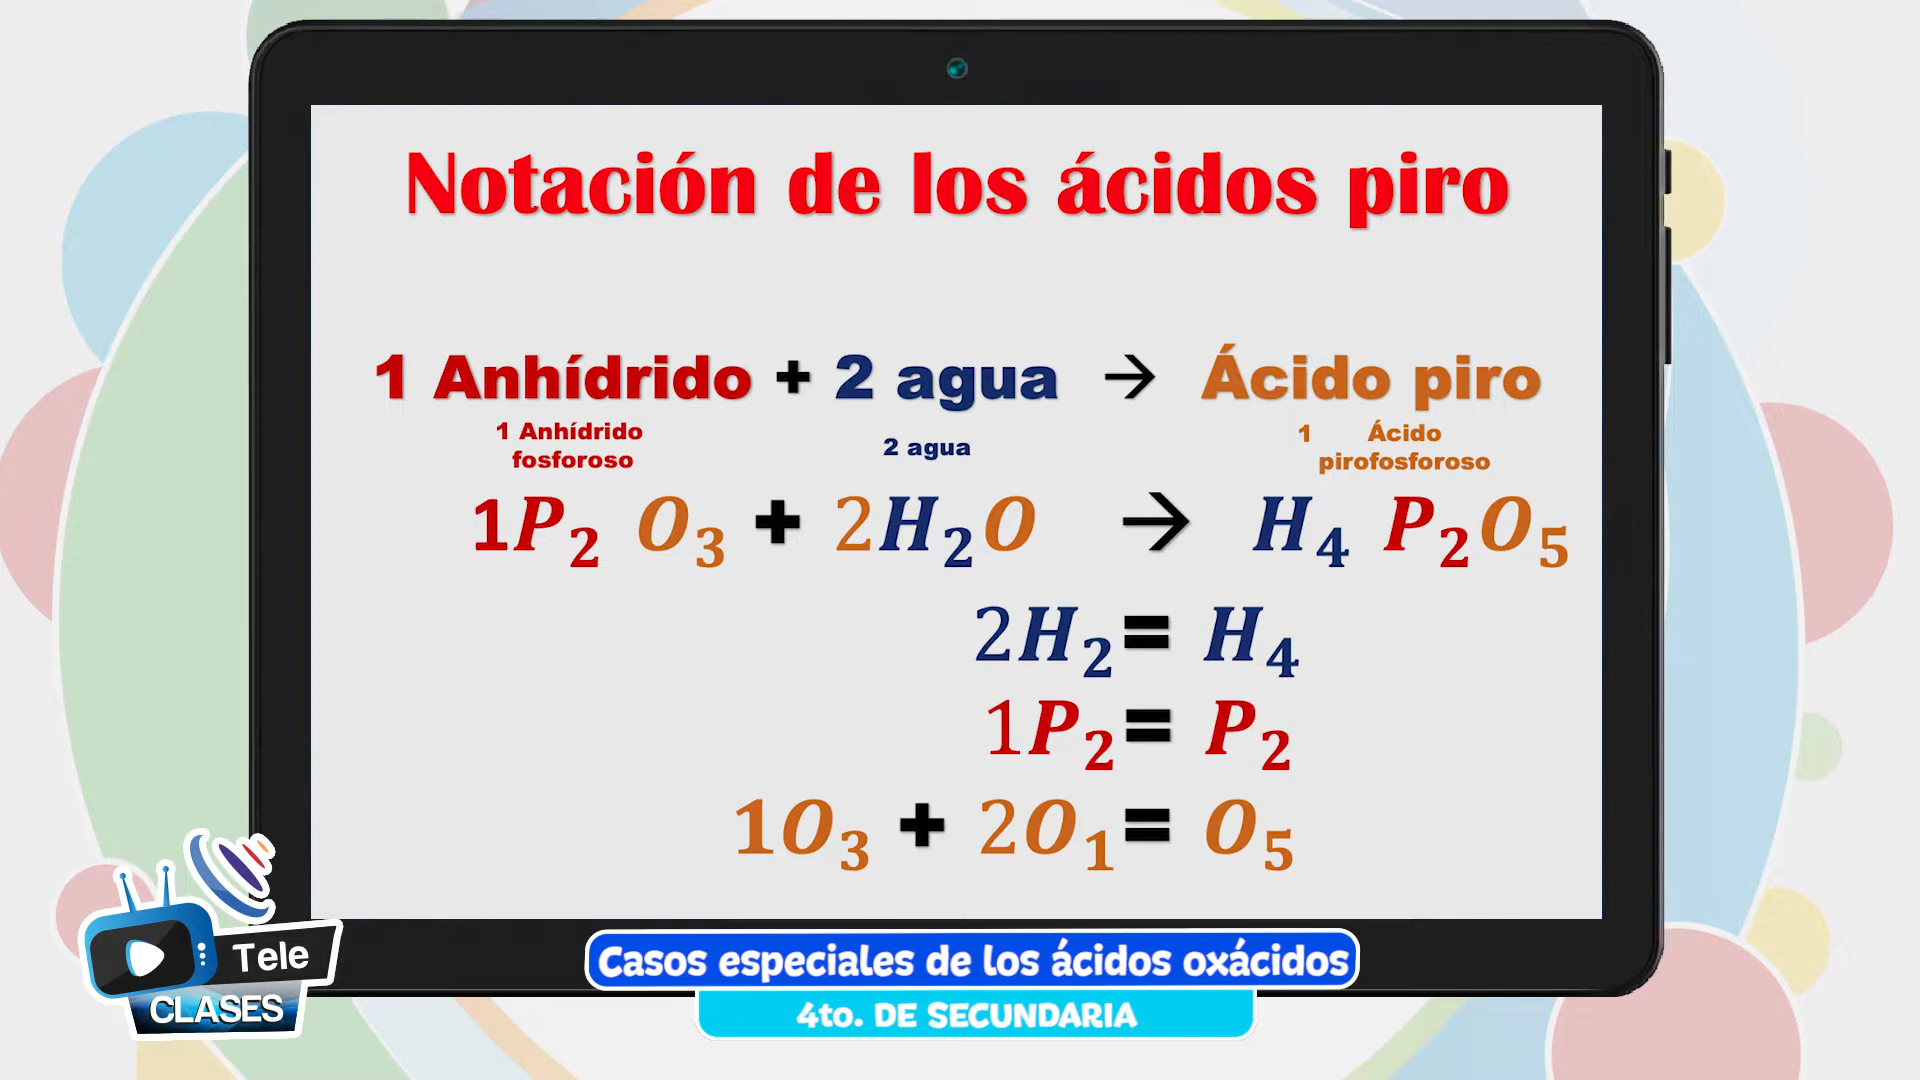 Notación de los ácidos piro
1 Anhídrido + 2 agua → Ácido piro
1 Anhídrido fosforoso 2 agua 1 Ácido pirofosforoso
1P₂ O₃ + 2H₂O → H₄ P₂O₅
2H₂ = H₄
1P₂ = P₂
1O₃ + 2O₁ = O₅
Tele
CLASES
Casos especiales de los ácidos oxácidos
4to. DE SECUNDARIA